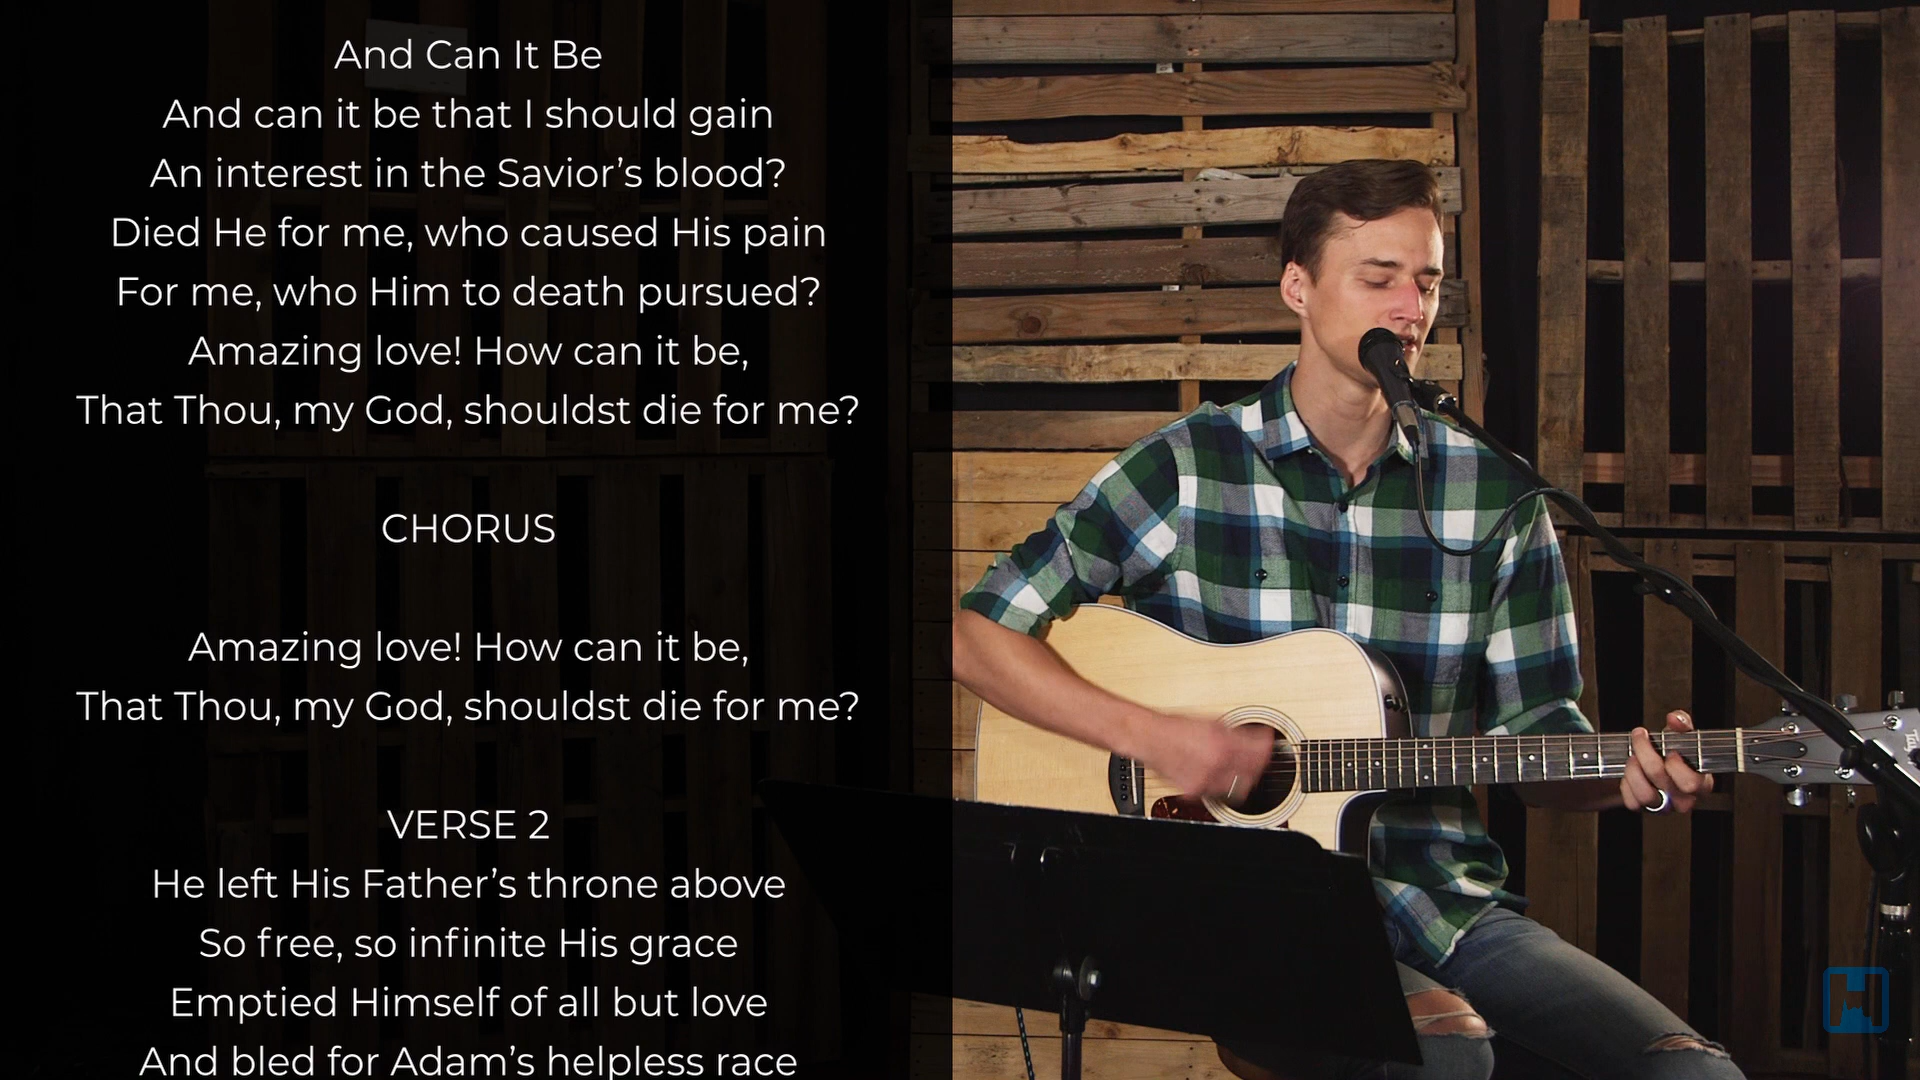 And Can It Be
And can it be that I should gain
An interest in the Savior’s blood?
Died He for me, who caused His pain
For me, who Him to death pursued?
Amazing love! How can it be,
That Thou, my God, shouldst die for me?
CHORUS
Amazing love! How can it be,
That Thou, my God, shouldst die for me?
VERSE 2
He left His Father’s throne above
So free, so infinite His grace
Emptied Himself of all but love
And bled for Adam’s helpless race